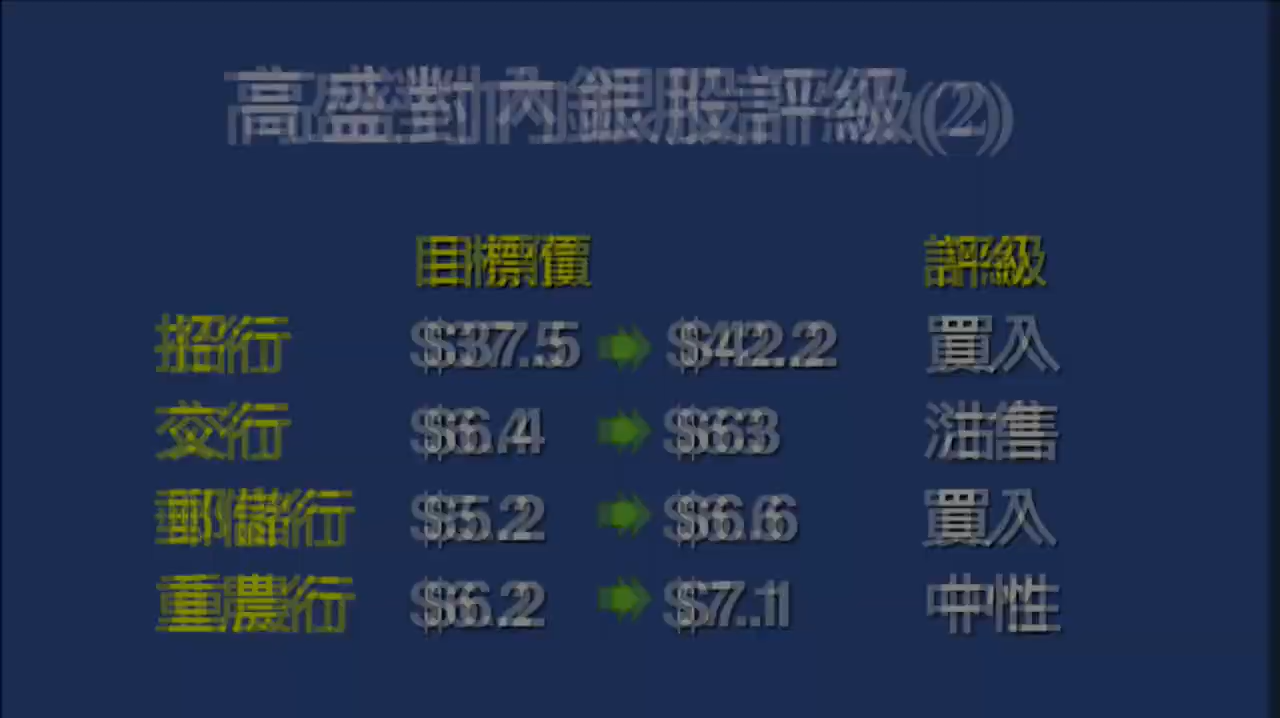 高盛對內銀股評級(2)
目標價 評級
招行 $37.5 $42.2 買入
交行 $6.4 $63 沽售
郵儲行 $5.2 $6.6 買入
重農行 $6.2 $7.1 中性